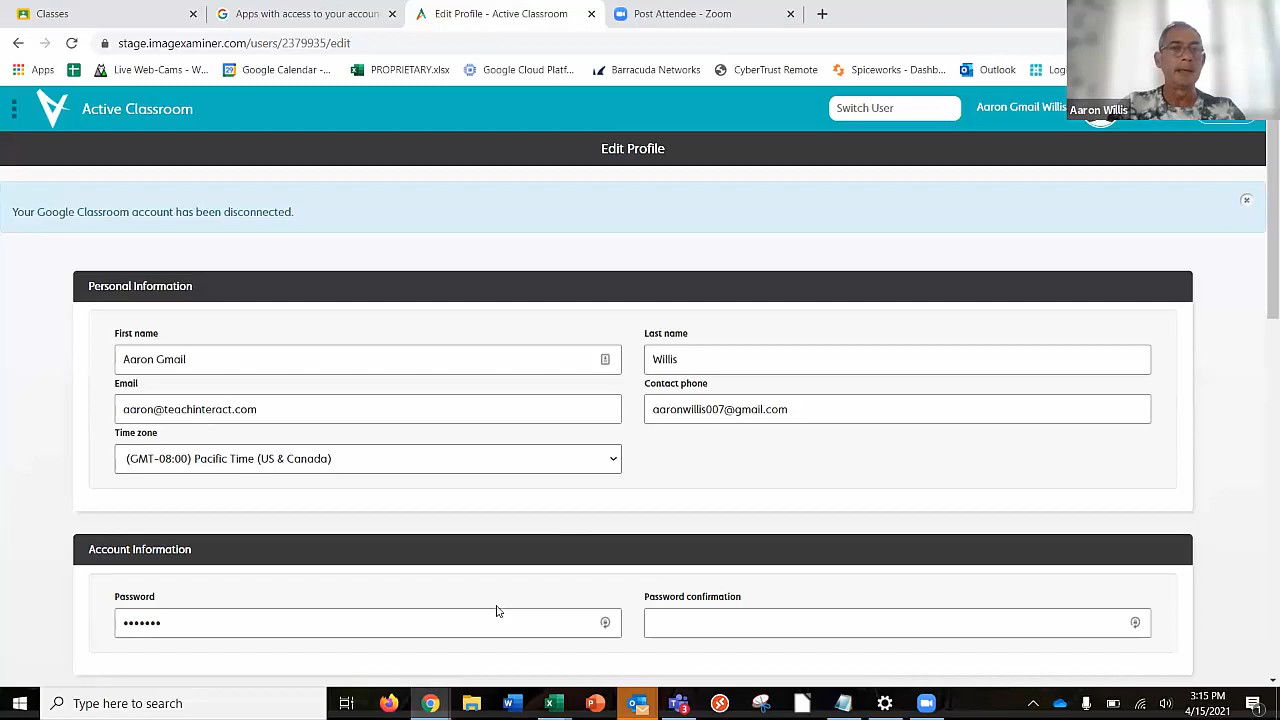 Classes
Apps with access to your accoun
Edit Profile - Active Classroom
Post Attendee - Zoom
stage.imagexaminer.com/users/2379935/edit
Apps
Live Web-Cams - W...
Google Calendar -...
PROPRIETARY.xlsx
Google Cloud Platf...
Barracuda Networks
CyberTrust Remote
Spiceworks - Dashb...
Outlook
Active Classroom
Switch User
Aaron Gmail Willis
Aaron Willis
Edit Profile
Your Google Classroom account has been disconnected.
Personal Information
First name
Last name
Aaron Gmail
Willis
Email
Contact phone
aaron@teachinteract.com
aaronwillis007@gmail.com
Time zone
(GMT-08:00) Pacific Time (US & Canada)
Account Information
Password
Password confirmation
•••••••
Type here to search
3:15 PM
4/15/2021